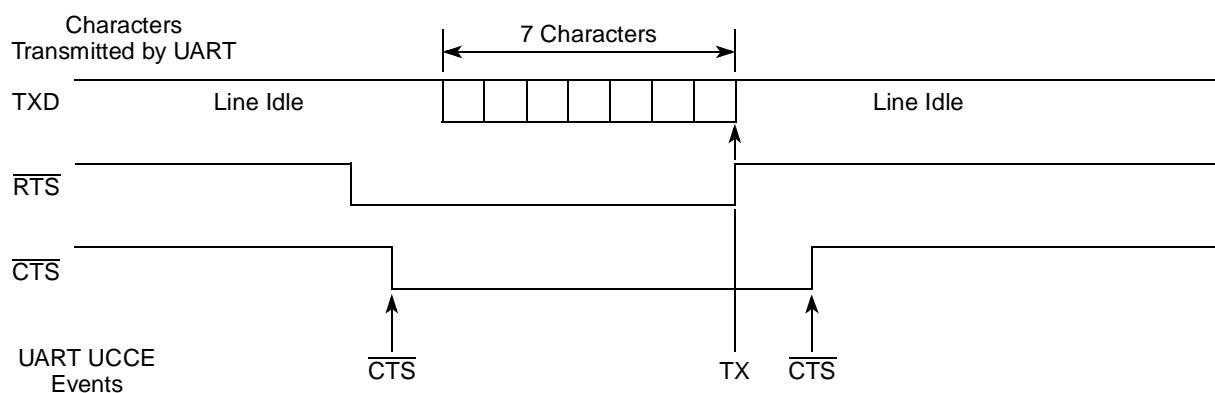 Characters
Transmitted by UART
7 Characters
TXD
Line Idle
Line Idle
RTS
CTS
UART UCCE
Events
CTS
TX
CTS